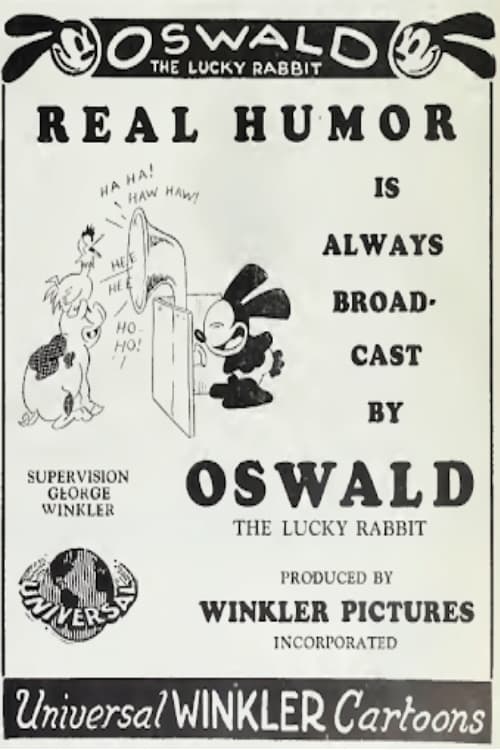 OSWALD
THE LUCKY RABBIT
REAL HUMOR
IS
ALWAYS
BROAD-
CAST
BY
OSWALD
THE LUCKY RABBIT
HA HA!
HAW HAW!
HEE
HEE
HO-
HO!
SUPERVISION
GEORGE
WINKLER
UNIVERSAL
PRODUCED BY
WINKLER PICTURES
INCORPORATED
Universal WINKLER Cartoons